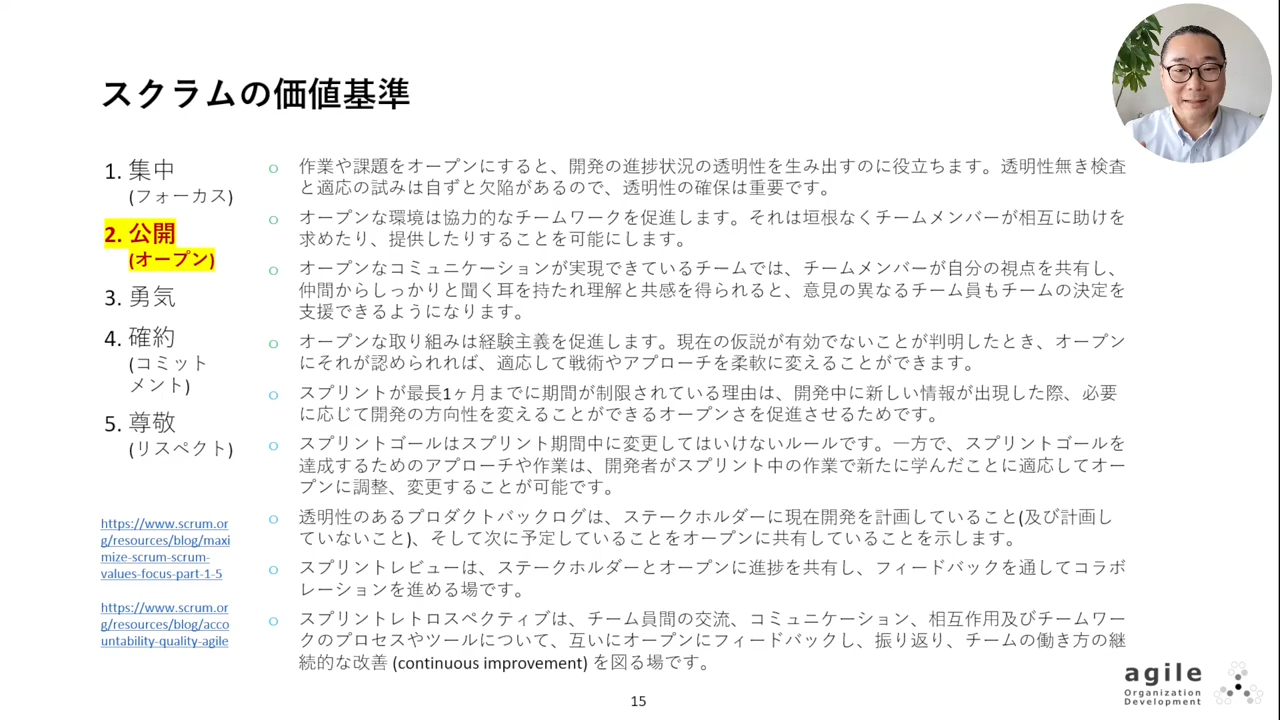 スクラムの価値基準
1. 集中
(フォーカス)
2. 公開
(オープン)
3. 勇気
4. 確約
(コミット
メント)
5. 尊敬
(リスペクト)
https://www.scrum.or
g/resources/blog/maxi
mize-scrum-scrum-
values-focus-part-1-5
https://www.scrum.or
g/resources/blog/acco
untability-quality-agile
作業や課題をオープンにすると、開発の進捗状況の透明性を生み出すのに役立ちます。透明性無き検査
と適応の試みは自ずと欠陥があるので、透明性の確保は重要です。
オープンな環境は協力的なチームワークを促進します。それは垣根なくチームメンバーが相互に助けを
求めたり、提供したりすることを可能にします。
オープンなコミュニケーションが実現できているチームでは、チームメンバーが自分の視点を共有し、
仲間からしっかりと聞く耳を持たれ理解と共感を得られると、意見の異なるチーム員もチームの決定を
支援できるようになります。
オープンな取り組みは経験主義を促進します。現在の仮説が有効でないことが判明したとき、オープン
にそれが認められれば、適応して戦術やアプローチを柔軟に変えることができます。
スプリントが最長1ヶ月までに期間が制限されている理由は、開発中に新しい情報が出現した際、必要
に応じて開発の方向性を変えることができるオープンさを促進させるためです。
スプリントゴールはスプリント期間中に変更してはいけないルールです。一方で、スプリントゴールを
達成するためのアプローチや作業は、開発者がスプリント中の作業で新たに学んだことに適応してオー
プンに調整、変更することが可能です。
透明性のあるプロダクトバックログは、ステークホルダーに現在開発を計画していること(及び計画し
ていないこと)、そして次に予定していることをオープンに共有していることを示します。
スプリントレビューは、ステークホルダーとオープンに進捗を共有し、フィードバックを通してコラボ
レーションを進める場です。
スプリントレトロスペクティブは、チーム員間の交流、コミュニケーション、相互作用及びチームワー
クのプロセスやツールについて、互いにオープンにフィードバックし、振り返り、チームの働き方の継
続的な改善 (continuous improvement) を図る場です。
15
agile
Organization
Development